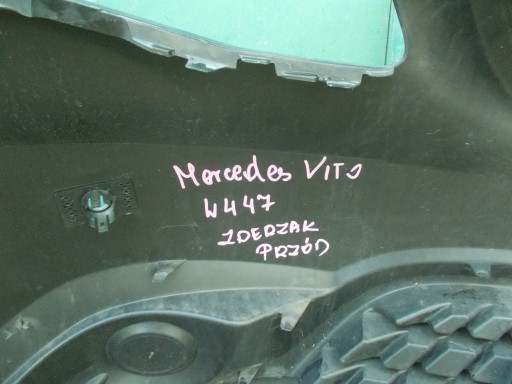 Mercedes VITO
W447
ZDERZAK
PRZÓD